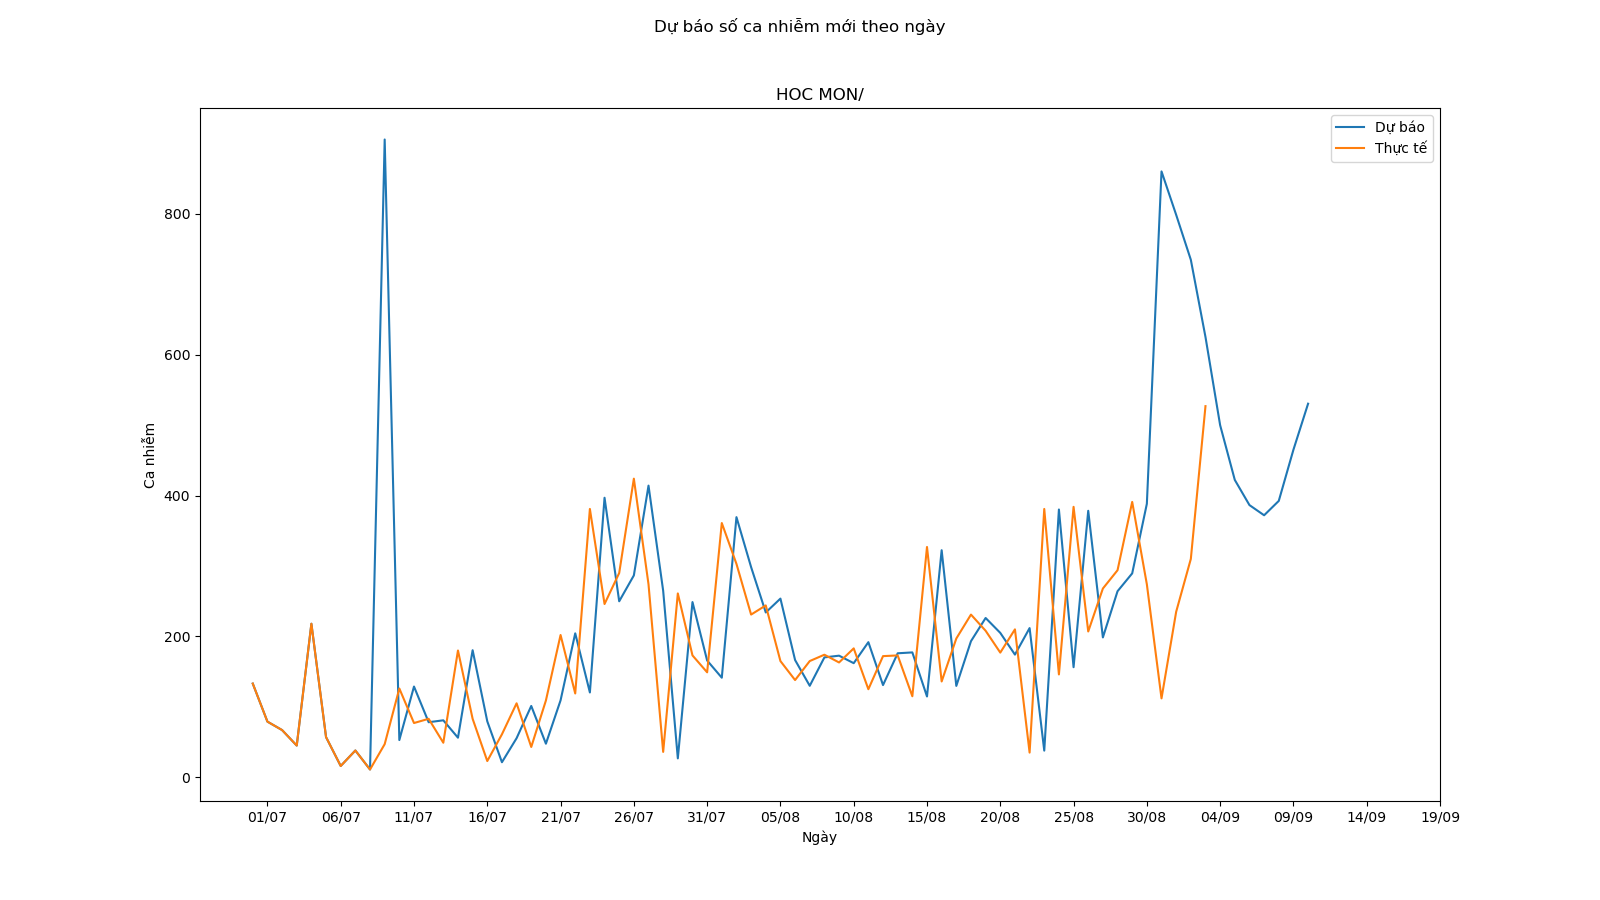 Dự báo số ca nhiễm mới theo ngày
HOC MON/
Dự báo
Thực tế
800
600
400
200
0
Ca nhiễm
01/07 06/07 11/07 16/07 21/07 26/07 31/07 05/08 10/08 15/08 20/08 25/08 30/08 04/09 09/09 14/09 19/09
Ngày